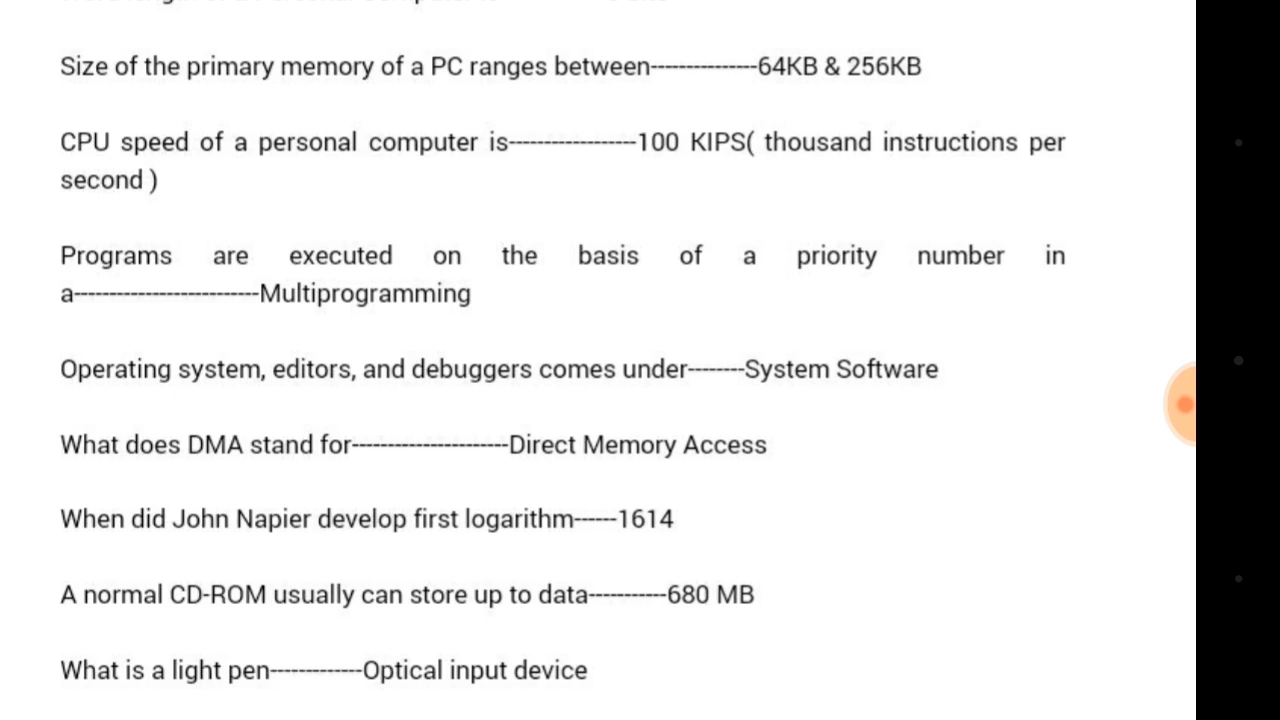 Size of the primary memory of a PC ranges between---------------64KB & 256KB
CPU speed of a personal computer is------------------100 KIPS( thousand instructions per
second )
Programs are executed on the basis of a priority number in
a--------------------------Multiprogramming
Operating system, editors, and debuggers comes under--------System Software
What does DMA stand for----------------------Direct Memory Access
When did John Napier develop first logarithm------1614
A normal CD-ROM usually can store up to data-----------680 MB
What is a light pen-------------Optical input device